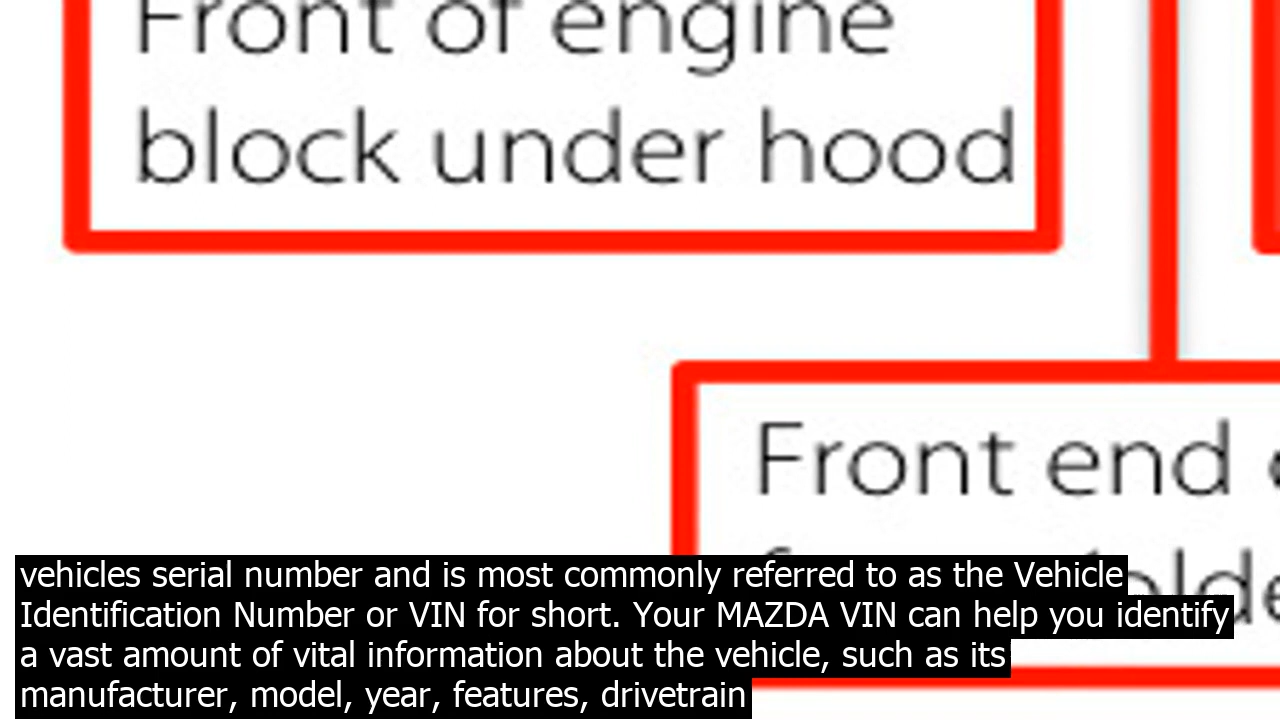 Front of engine
block under hood
Front end
vehicles serial number and is most commonly referred to as the Vehicle
Identification Number or VIN for short. Your MAZDA VIN can help you identify
a vast amount of vital information about the vehicle, such as its
manufacturer, model, year, features, drivetrain